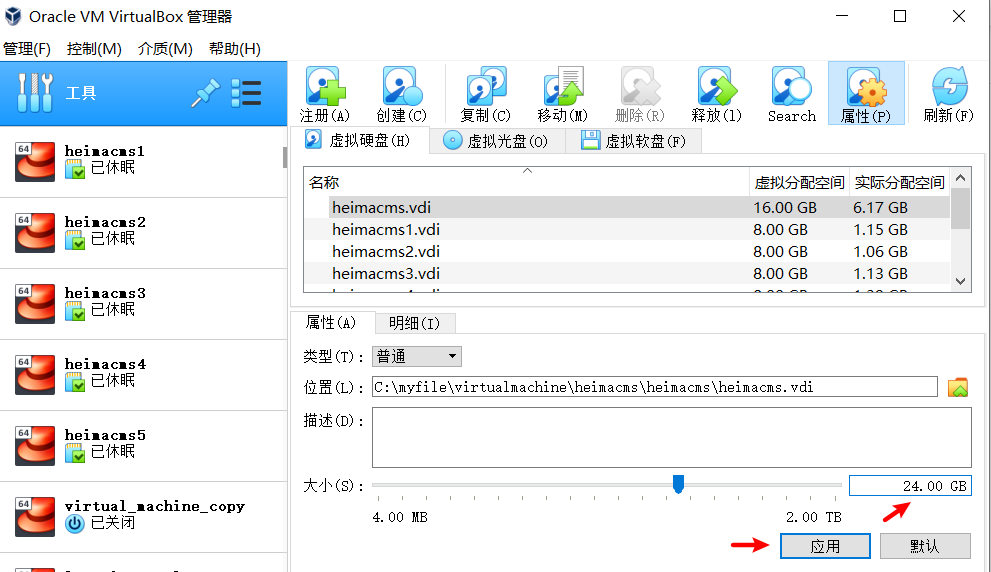 Oracle VM VirtualBox 管理器
管理(F) 控制(M) 介质(M) 帮助(H)
工具
注册(A) 创建(C) 复制(C) 移动(M) 删除(R) 释放(l) Search 属性(P) 刷新(F)
虚拟硬盘(H) 虚拟光盘(O) 虚拟软盘(F)
名称 虚拟分配空间 实际分配空间
heimacms.vdi 16.00 GB 6.17 GB
heimacms1.vdi 8.00 GB 1.15 GB
heimacms2.vdi 8.00 GB 1.06 GB
heimacms3.vdi 8.00 GB 1.13 GB
64 heimacms1
已休眠
64 heimacms2
已休眠
64 heimacms3
已休眠
64 heimacms4
已休眠
64 heimacms5
已休眠
64 virtual_machine_copy
已关闭
64
属性(A) 明细(I)
类型(T): 普通
位置(L): C:\myfile\virtualmachine\heimacms\heimacms\heimacms.vdi
描述(D):
大小(S): 24.00 GB
4.00 MB 2.00 TB
应用 默认